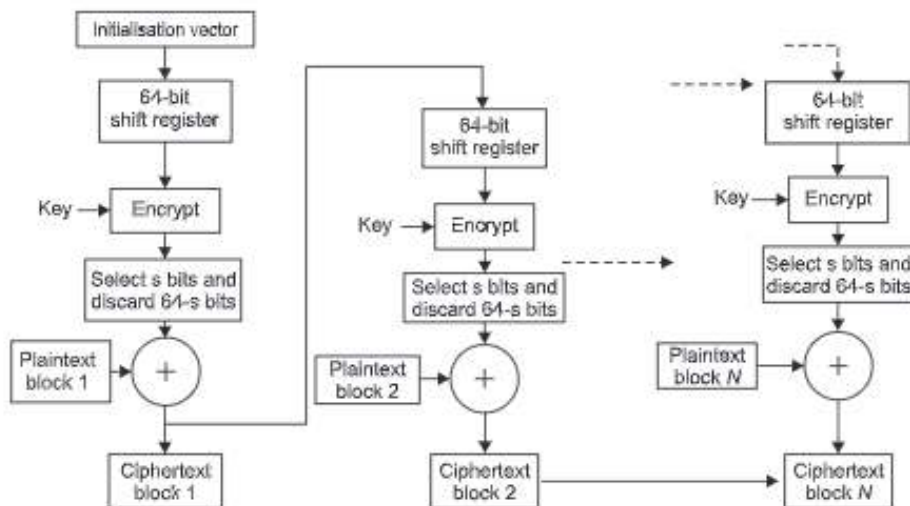 Initialisation vector
64-bit
shift register
Key
Encrypt
Select s bits and
discard 64-s bits
Plaintext
block 1
+
Ciphertext
block 1
64-bit
shift register
Key
Encrypt
Select s bits and
discard 64-s bits
Plaintext
block 2
+
Ciphertext
block 2
64-bit
shift register
Key
Encrypt
Select s bits and
discard 64-s bits
Plaintext
block N
+
Ciphertext
block N